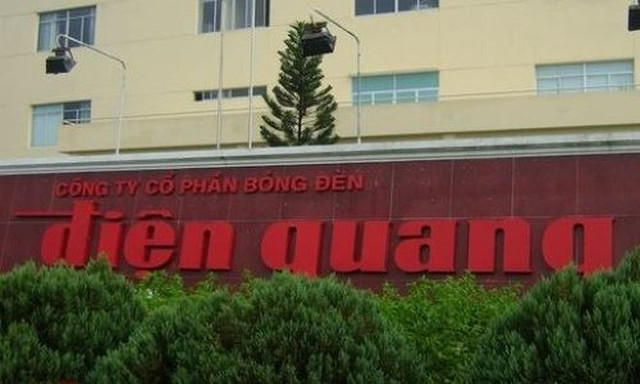 CÔNG TY CỔ PHẦN BÓNG ĐÈN
điện quang